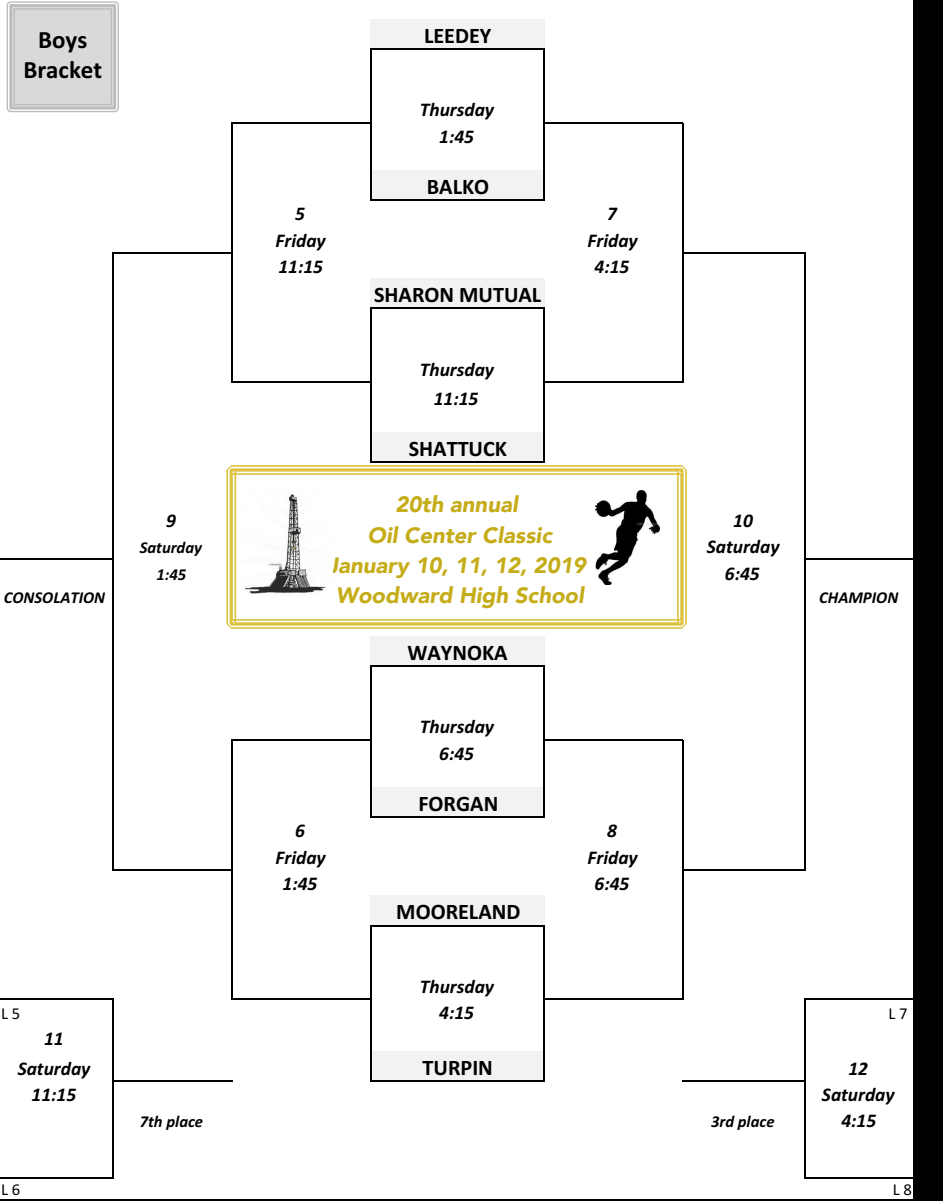 Boys
Bracket
LEEDEY
Thursday
1:45
BALKO
5
Friday
11:15
7
Friday
4:15
SHARON MUTUAL
Thursday
11:15
SHATTUCK
20th annual
Oil Center Classic
January 10, 11, 12, 2019
Woodward High School
9
Saturday
1:45
CONSOLATION
10
Saturday
6:45
CHAMPION
WAYNOKA
Thursday
6:45
FORGAN
6
Friday
1:45
8
Friday
6:45
MOORELAND
Thursday
4:15
TURPIN
L 5
11
Saturday
11:15
7th place
L 6
L 7
12
Saturday
4:15
3rd place
L 8